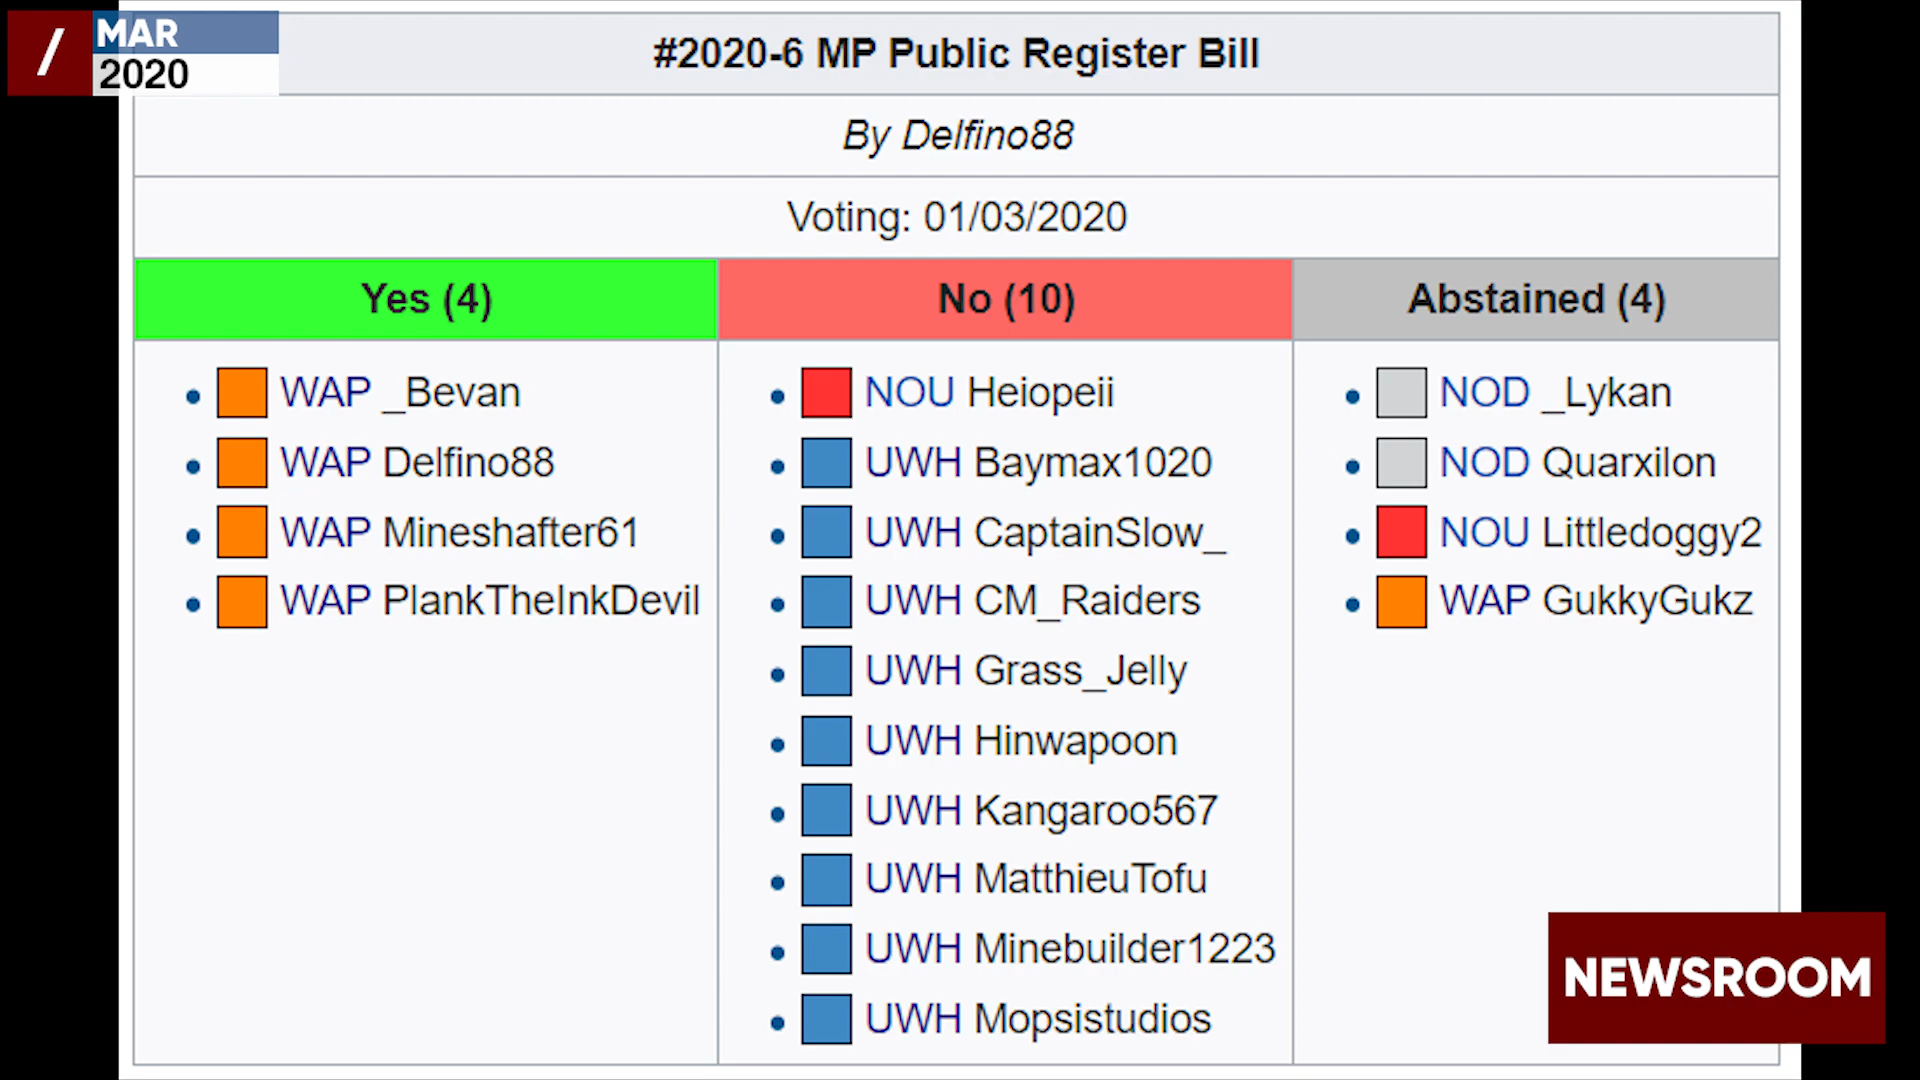 / MAR
2020
#2020-6 MP Public Register Bill
By Delfino88
Voting: 01/03/2020
Yes (4)
No (10)
Abstained (4)
WAP _Bevan
WAP Delfino88
WAP Mineshafter61
WAP PlankTheInkDevil
NOU Heiopeii
UWH Baymax1020
UWH CaptainSlow_
UWH CM_Raiders
UWH Grass_Jelly
UWH Hinwapoon
UWH Kangaroo567
UWH MatthieuTofu
UWH Minebuilder1223
UWH Mopsistudios
NOD _Lykan
NOD Quarxilon
NOU Littledoggy2
WAP GukkyGukz
NEWSROOM